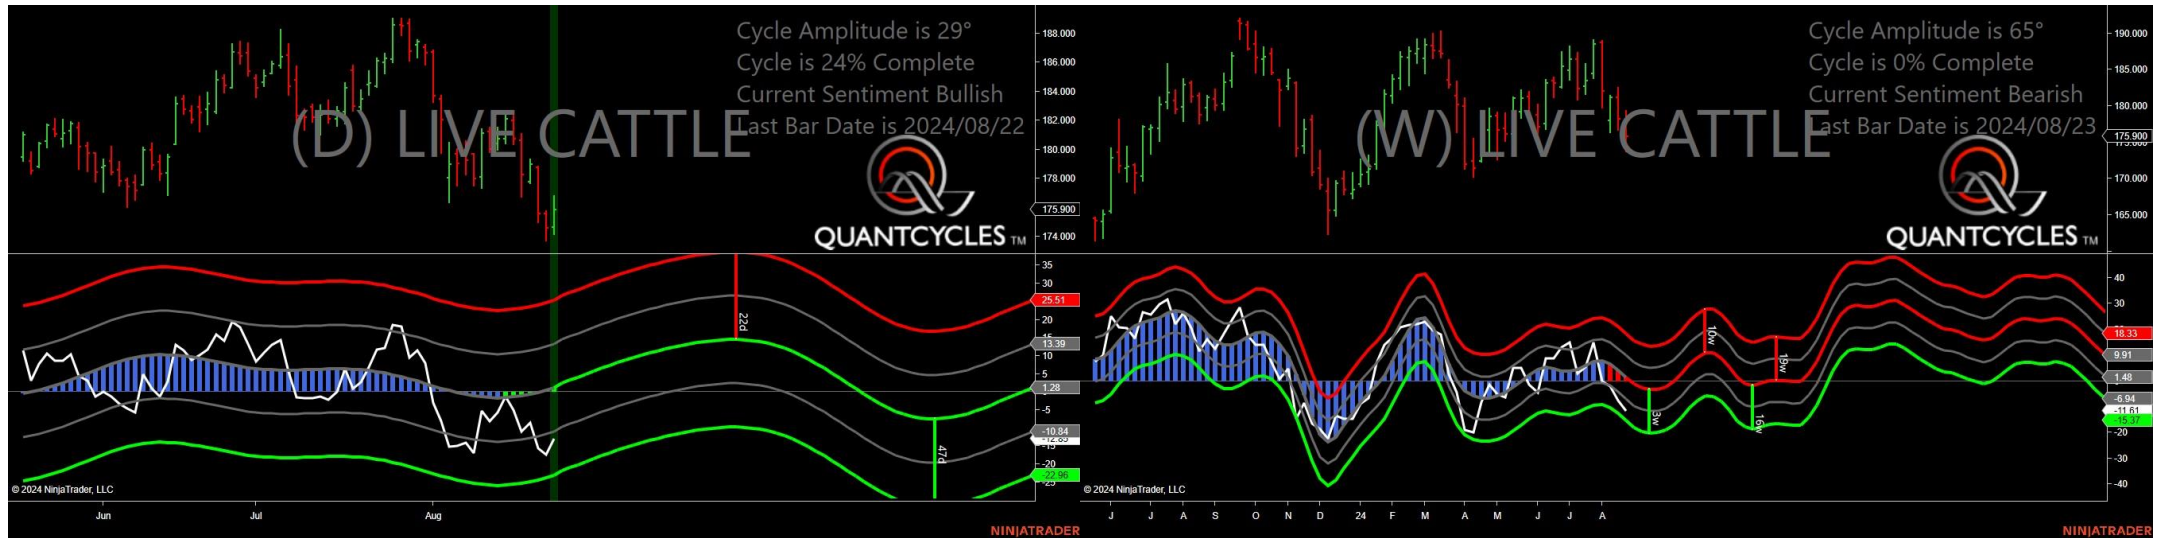 (D) LIVE CATTLE
Cycle Amplitude is 29°
Cycle is 24% Complete
Current Sentiment Bullish
Last Bar Date is 2024/08/22
QUANTCYCLES TM
188.000
186.000
184.000
182.000
180.000
178.000
175.900
174.000
35
30
25.51
20
13.39
10
5
1.28
-5
-10.84
-12.85
-20
-22.96
22d
47d
© 2024 NinjaTrader, LLC
Jun Jul Aug
NINJATRADER
(W) LIVE CATTLE
Cycle Amplitude is 65°
Cycle is 0% Complete
Current Sentiment Bearish
Last Bar Date is 2024/08/23
QUANTCYCLES TM
190.000
185.000
180.000
175.900
170.000
165.000
40
30
18.33
9.91
1.48
-6.94
-11.61
-15.37
-20
-30
-40
10w
19w
3w
16w
© 2024 NinjaTrader, LLC
J J A S O N D 24 F M A M J J A
NINJATRADER